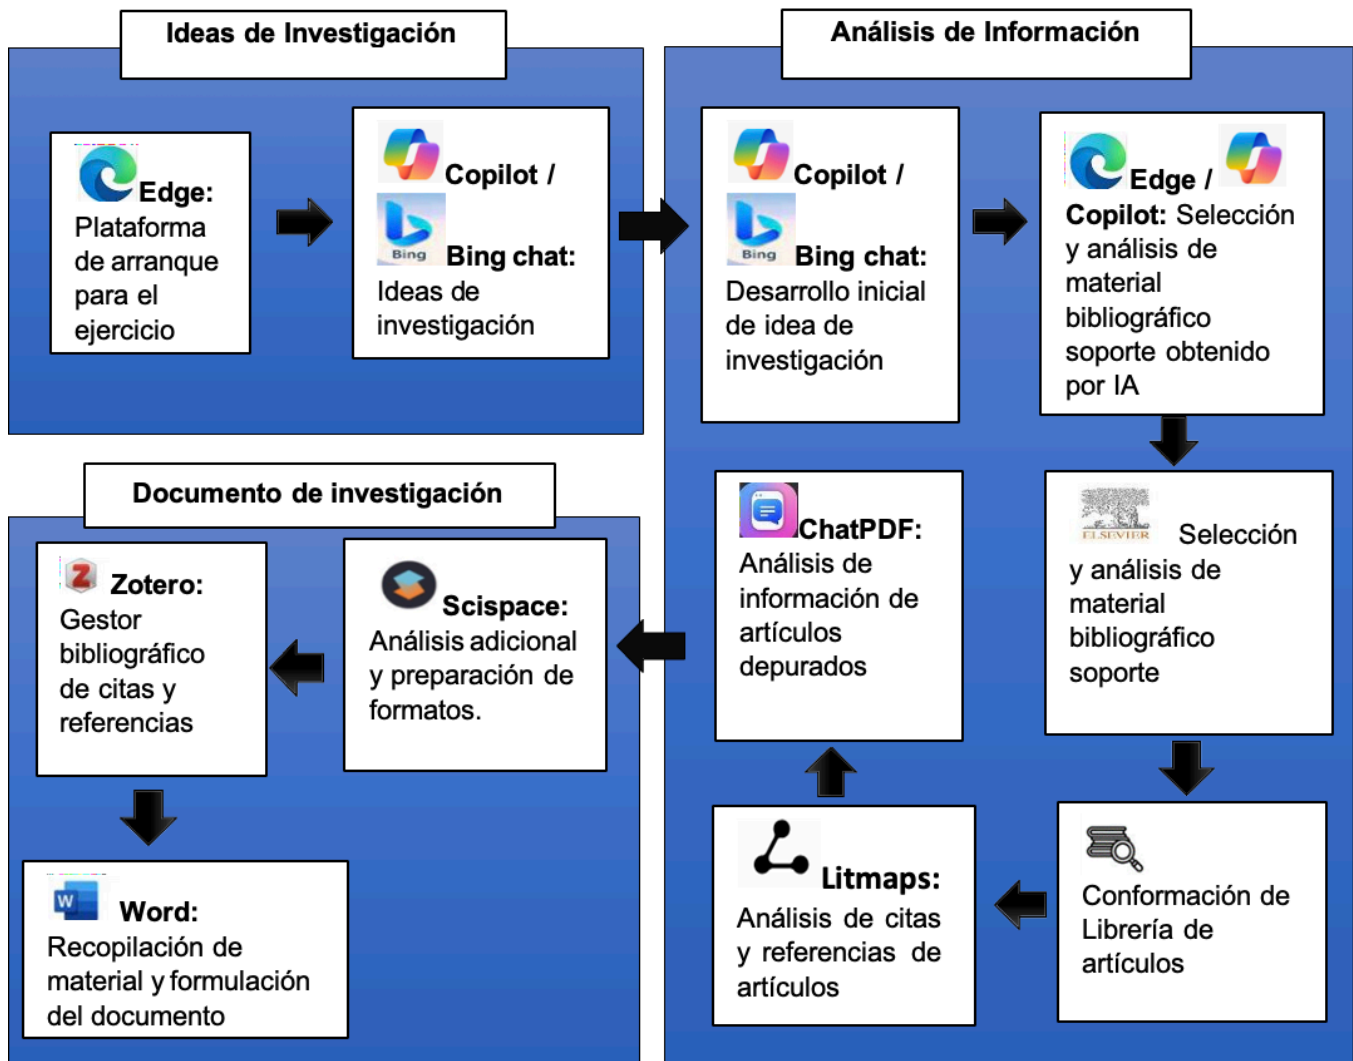 Ideas de Investigación
Edge:
Plataforma
de arranque
para el
ejercicio
Copilot /
Bing
Bing chat:
Ideas de
investigación
Análisis de Información
Copilot /
Bing
Bing chat:
Desarrollo inicial
de idea de
investigación
Edge /
Copilot: Selección
y análisis de
material
bibliográfico
soporte obtenido
por IA
ELSEVIER
Selección
y análisis de
material
bibliográfico
soporte
Conformación de
Librería de
artículos
Litmaps:
Análisis de citas
y referencias de
artículos
ChatPDF:
Análisis de
información de
artículos
depurados
Documento de investigación
Scispace:
Análisis adicional
y preparación de
formatos.
Z
Zotero:
Gestor
bibliográfico
de citas y
referencias
W
Word:
Recopilación de
material y formulación
del documento